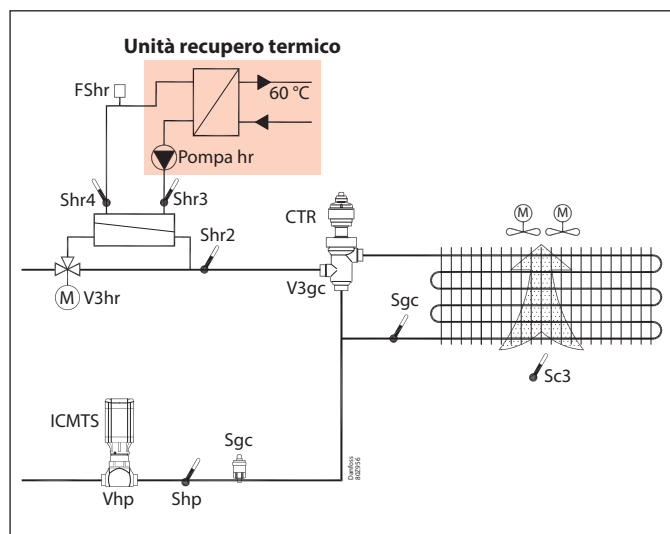 Unità recupero termico
FShr
60 °C
Pompa hr
Shr4
Shr3
CTR
M
M
Shr2
M
V3hr
V3gc
Sgc
Sc3
ICMTS
Sgc
Vhp
Shp
Danfoss
802956